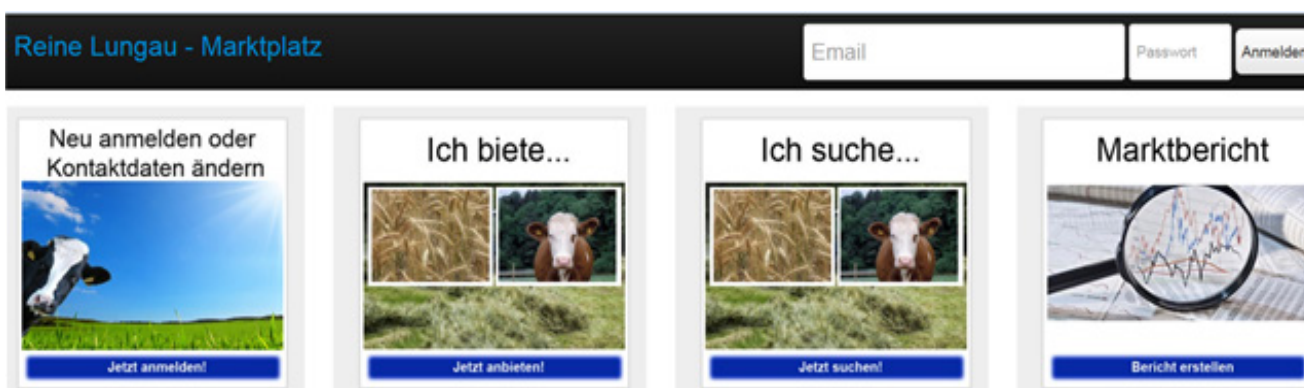 Reine Lungau - Marktplatz
Email
Passwort
Anmelden
Neu anmelden oder
Kontaktdaten ändern
Jetzt anmelden!
Ich biete...
Jetzt anbieten!
Ich suche...
Jetzt suchen!
Marktbericht
Bericht erstellen